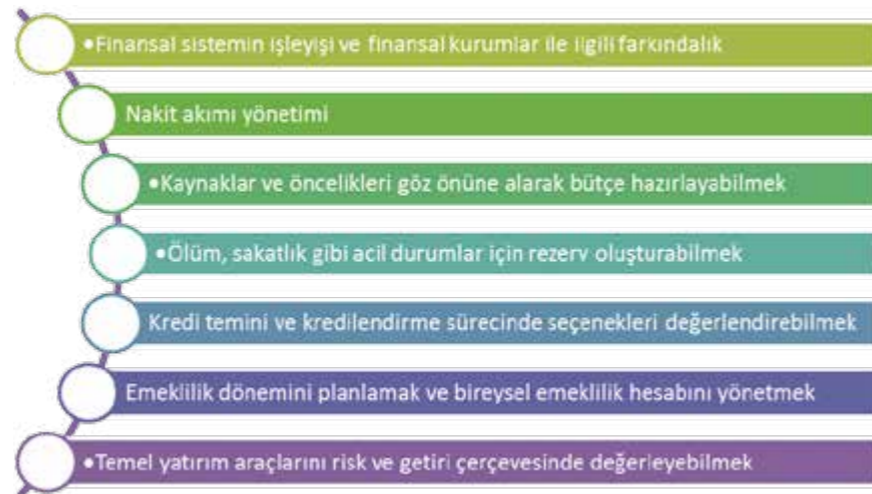 •Finansal sistemin işleyişi ve finansal kurumlar ile ilgili farkındalık
Nakit akımı yönetimi
•Kaynaklar ve öncelikleri göz önüne alarak bütçe hazırlayabilmek
•Ölüm, sakatlık gibi acil durumlar için rezerv oluşturabilmek
Kredi temini ve kredilendirme sürecinde seçenekleri değerlendirebilmek
Emeklilik dönemini planlamak ve bireysel emeklilik hesabını yönetmek
•Temel yatırım araçlarını risk ve getiri çerçevesinde değerleyebilmek